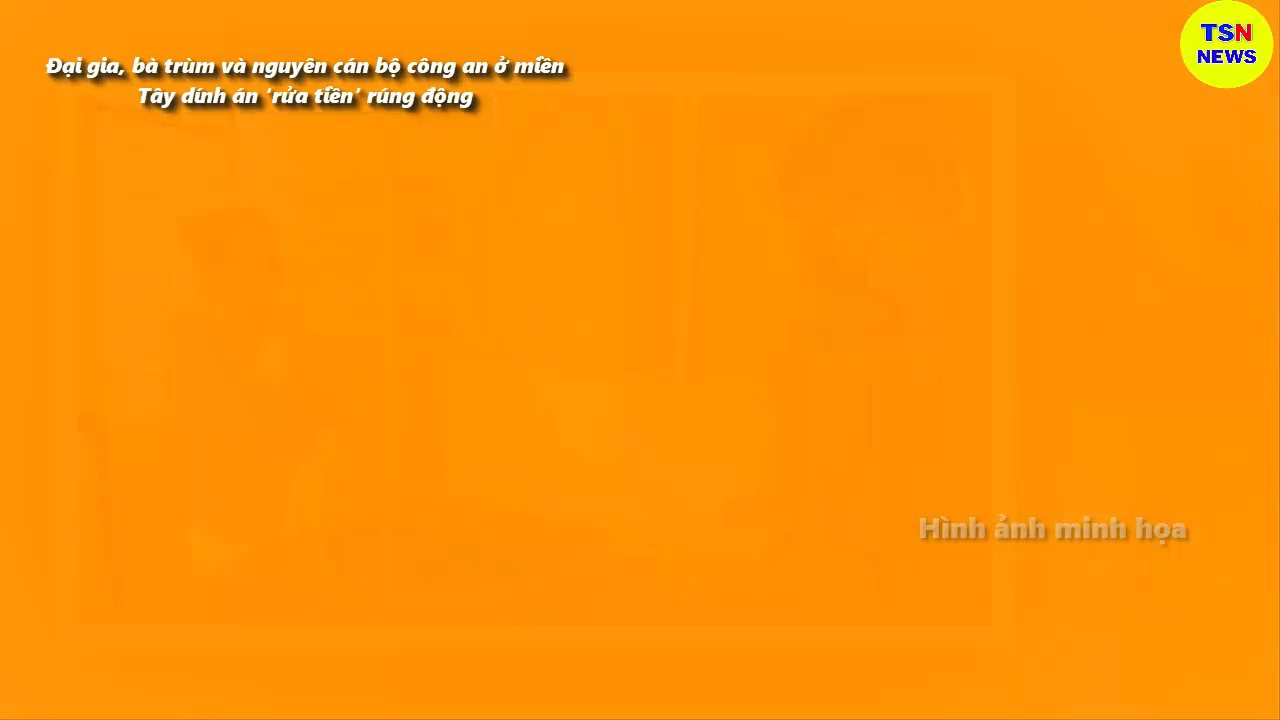 Đại gia, bà trùm và nguyên cán bộ công an ở miền
Tây dính án 'rửa tiền' rúng động
TSN
NEWS
Hình ảnh minh họa